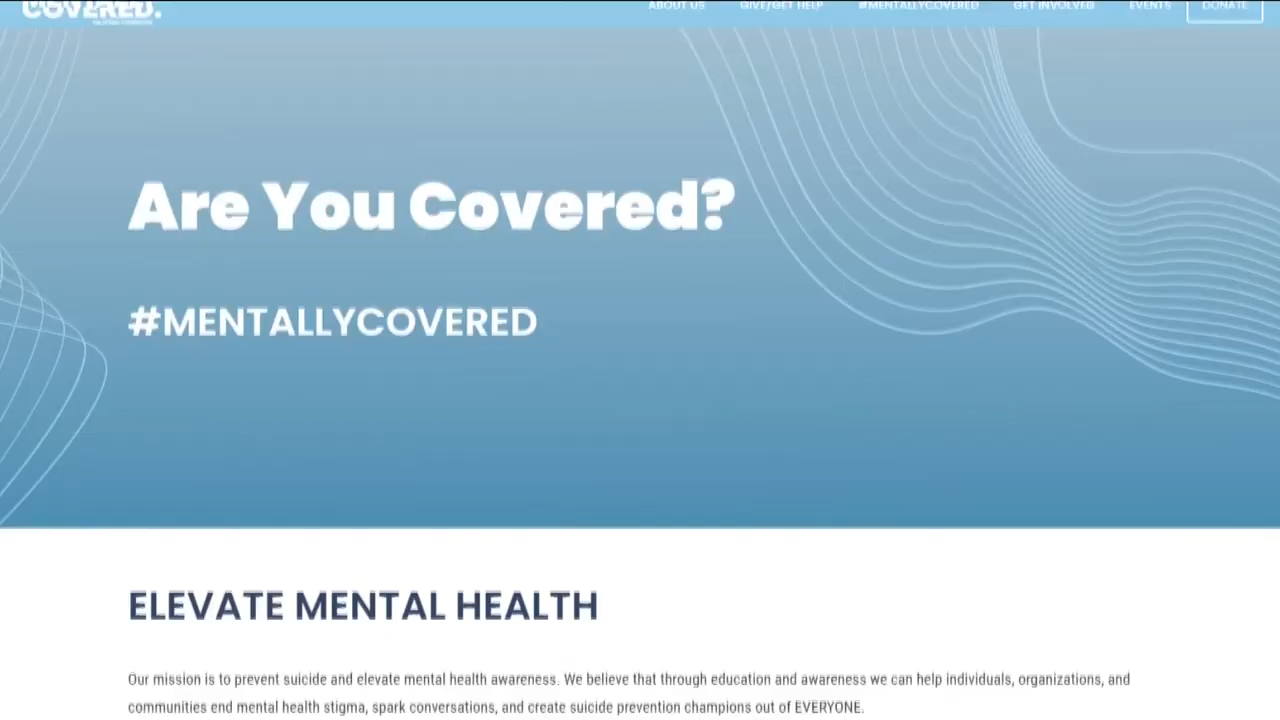 COVERED.
ABOUT US GIVE/GET HELP #MENTALLYCOVERED GET INVOLVED EVENTS DONATE
Are You Covered?
#MENTALLYCOVERED
ELEVATE MENTAL HEALTH
Our mission is to prevent suicide and elevate mental health awareness. We believe that through education and awareness we can help individuals, organizations, and
communities end mental health stigma, spark conversations, and create suicide prevention champions out of EVERYONE.